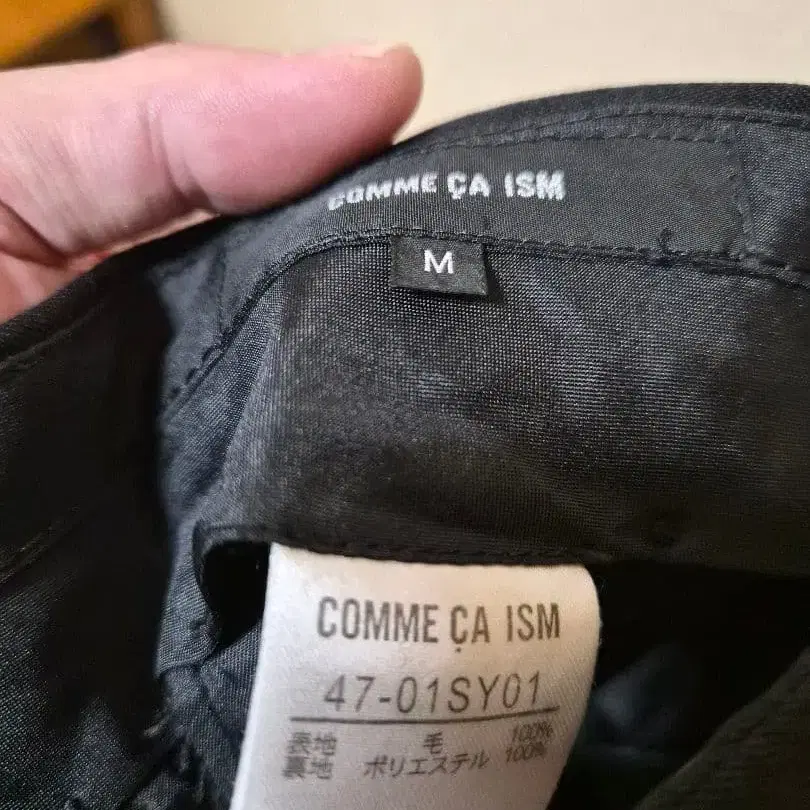 COMME ÇA ISM
M
COMME ÇA ISM
47-01SY01
表地 毛 100%
裏地 ポリエステル 100%